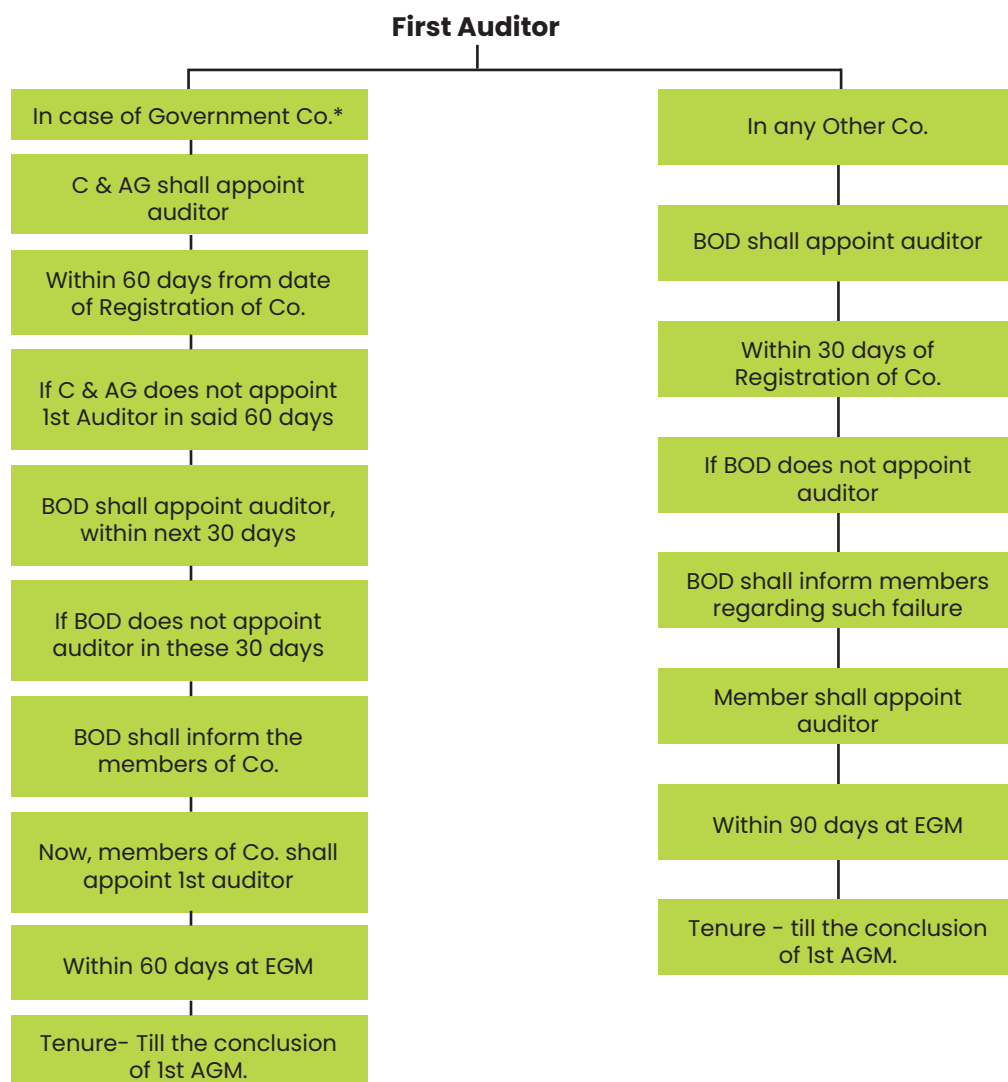 First Auditor
In case of Government Co.*
C & AG shall appoint
auditor
Within 60 days from date
of Registration of Co.
If C & AG does not appoint
1st Auditor in said 60 days
BOD shall appoint auditor,
within next 30 days
If BOD does not appoint
auditor in these 30 days
BOD shall inform the
members of Co.
Now, members of Co. shall
appoint 1st auditor
Within 60 days at EGM
Tenure- Till the conclusion
of 1st AGM.
In any Other Co.
BOD shall appoint auditor
Within 30 days of
Registration of Co.
If BOD does not appoint
auditor
BOD shall inform members
regarding such failure
Member shall appoint
auditor
Within 90 days at EGM
Tenure - till the conclusion
of 1st AGM.